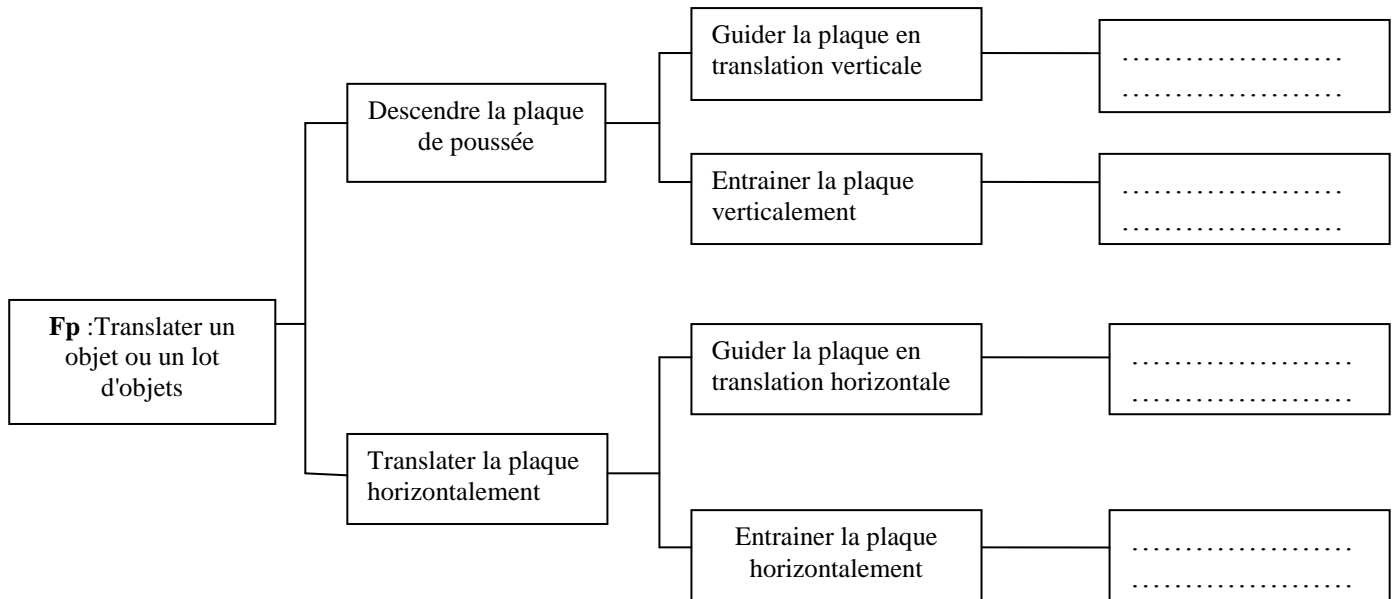 Guider la plaque en
translation verticale
.....................
.....................
Descendre la plaque
de poussée
Entrainer la plaque
verticalement
.....................
.....................
Fp :Translater un
objet ou un lot
d'objets
Guider la plaque en
translation horizontale
.....................
.....................
Translater la plaque
horizontalement
Entrainer la plaque
horizontalement
.....................
.....................